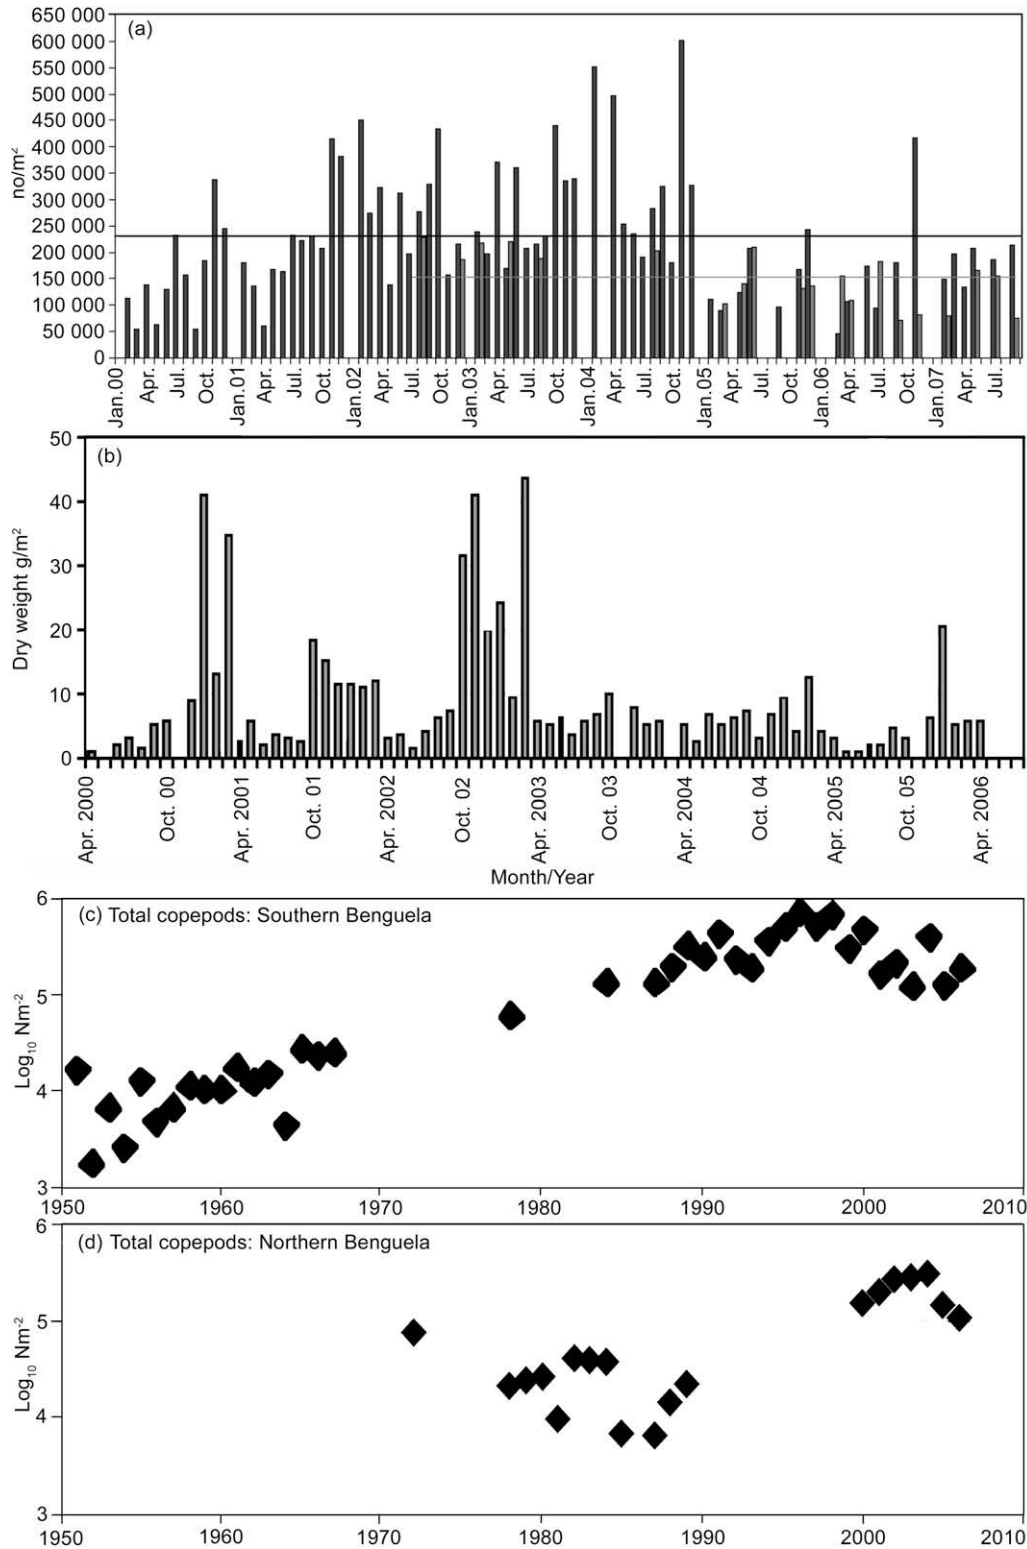 (a)
no/m²
650 000
600 000
550 000
500 000
450 000
400 000
350 000
300 000
250 000
200 000
150 000
100 000
50 000
0
Jan.00
Apr.
Jul.
Oct.
Jan.01
Apr.
Jul.
Oct.
Jan.02
Apr.
Jul.
Oct.
Jan.03
Apr.
Jul.
Oct.
Jan.04
Apr.
Jul.
Oct.
Jan.05
Apr.
Jul.
Oct.
Jan.06
Apr.
Jul.
Oct.
Jan.07
Apr.
Jul.
(b)
Dry weight g/m²
50
40
30
20
10
0
Apr. 2000
Oct. 00
Apr. 2001
Oct. 01
Apr. 2002
Oct. 02
Apr. 2003
Oct. 03
Apr. 2004
Oct. 04
Apr. 2005
Oct. 05
Apr. 2006
Month/Year
(c) Total copepods: Southern Benguela
Log₁₀ Nm⁻²
6
5
4
3
1950
1960
1970
1980
1990
2000
2010
(d) Total copepods: Northern Benguela
Log₁₀ Nm⁻²
6
5
4
3
1950
1960
1970
1980
1990
2000
2010